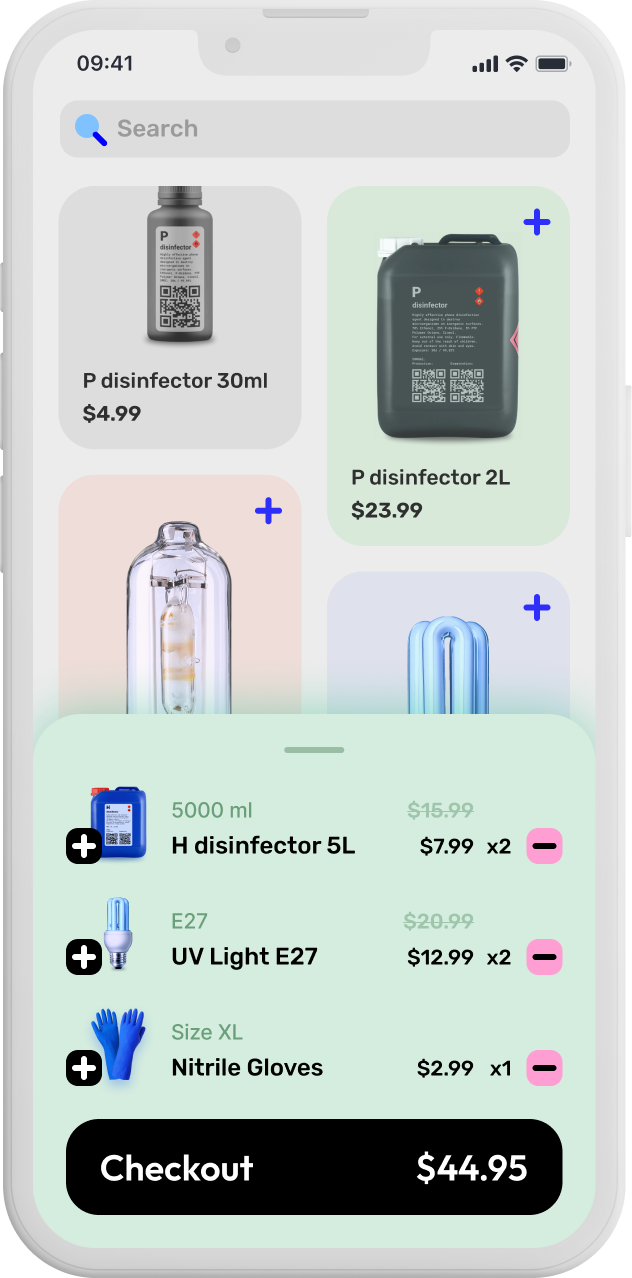 09:41
Search
P
disinfector
P disinfector 30ml
$4.99
P
disinfector
P disinfector 2L
$23.99
5000 ml $15.99
H disinfector 5L $7.99 x2
E27 $20.99
UV Light E27 $12.99 x2
Size XL
Nitrile Gloves $2.99 x1
Checkout $44.95